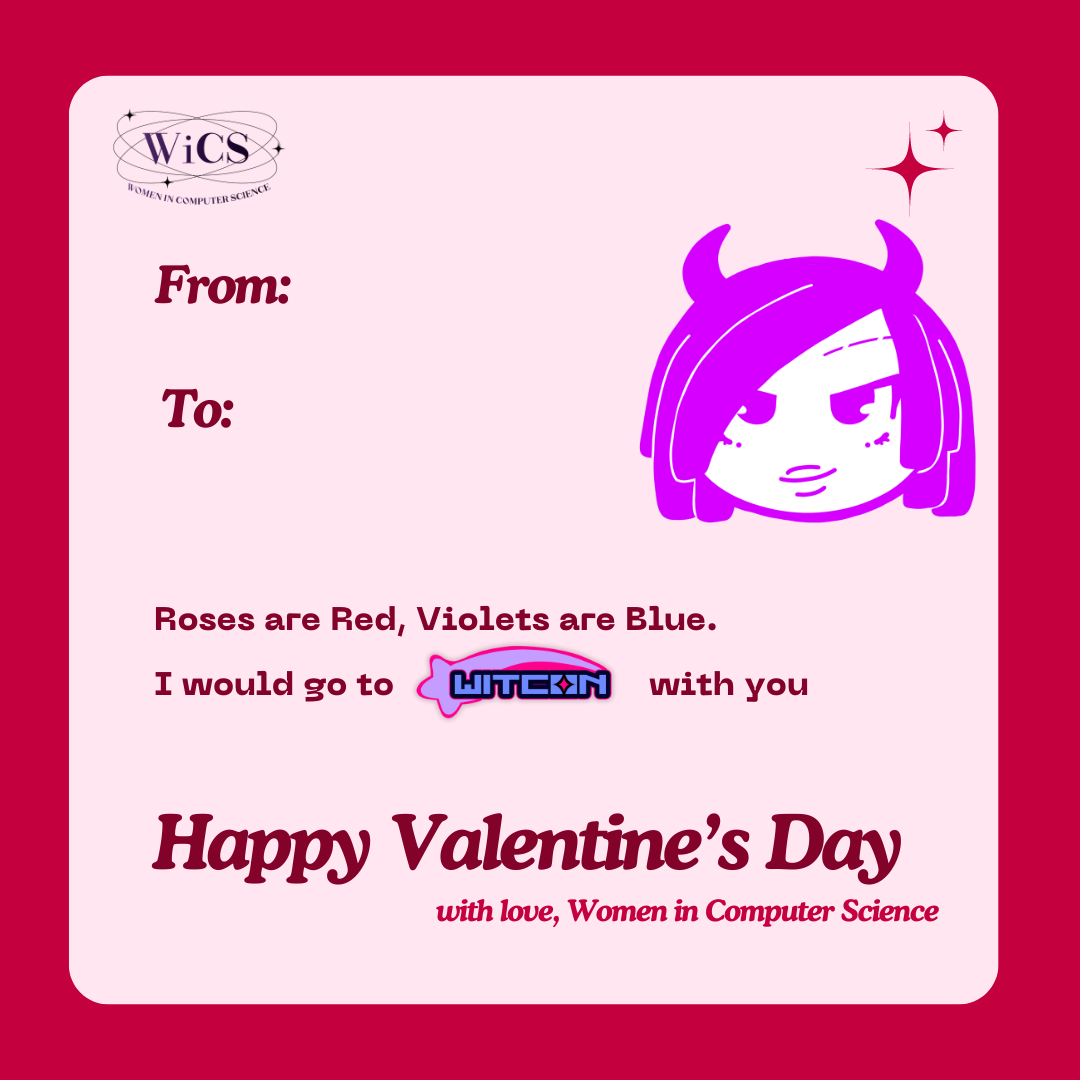 WiCS
WOMEN IN COMPUTER SCIENCE
From:
To:
Roses are Red, Violets are Blue.
I would go to WITCON with you
Happy Valentine's Day
with love, Women in Computer Science